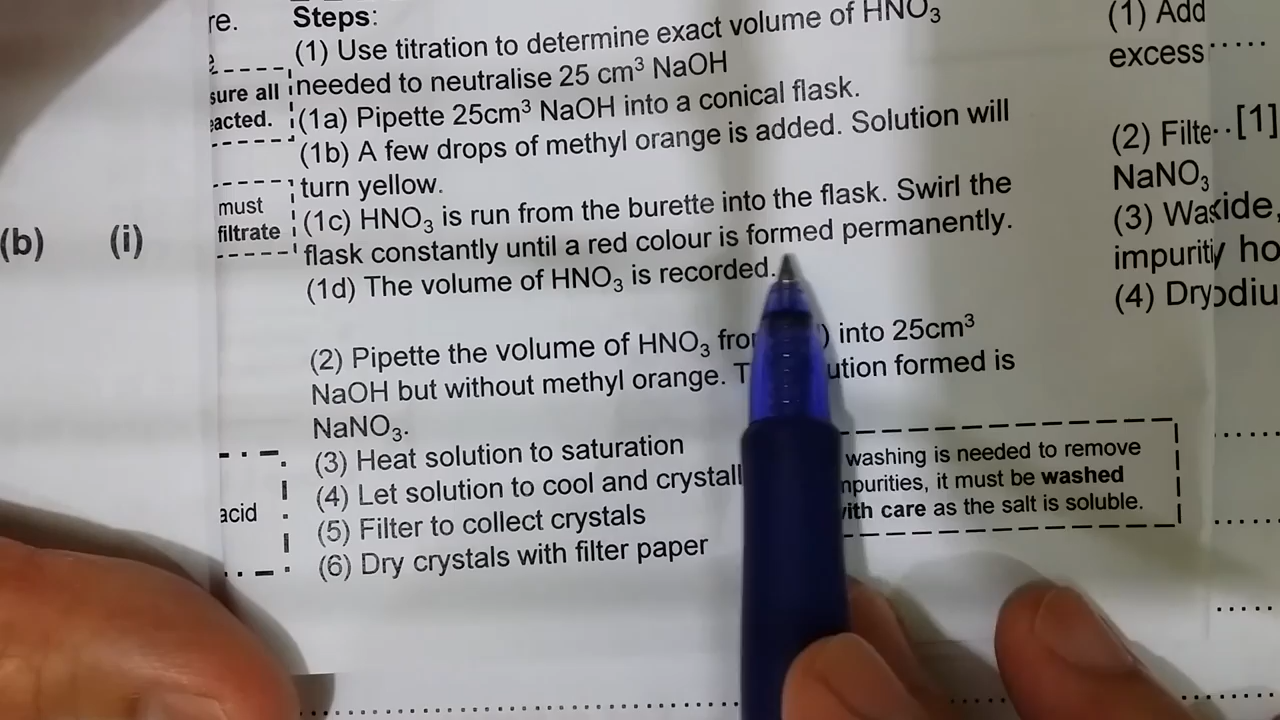 re.
sure all
eacted.
must
filtrate
(b) (i)
acid
Steps:
(1) Use titration to determine exact volume of HNO3
needed to neutralise 25 cm³ NaOH
(1a) Pipette 25cm³ NaOH into a conical flask.
(1b) A few drops of methyl orange is added. Solution will
turn yellow.
(1c) HNO3 is run from the burette into the flask. Swirl the
flask constantly until a red colour is formed permanently.
(1d) The volume of HNO3 is recorded.
(2) Pipette the volume of HNO3 ) into 25cm³
NaOH but without methyl orange. ution formed is
NaNO3.
(3) Heat solution to saturation
(4) Let solution to cool and crystall
(5) Filter to collect crystals
(6) Dry crystals with filter paper
washing is needed to remove
mpurities, it must be washed
with care as the salt is soluble.
(1) Add
excess
(2) Filte [1]
NaNO3
(3) Was ide,
impurit y ho
(4) Dry odiu